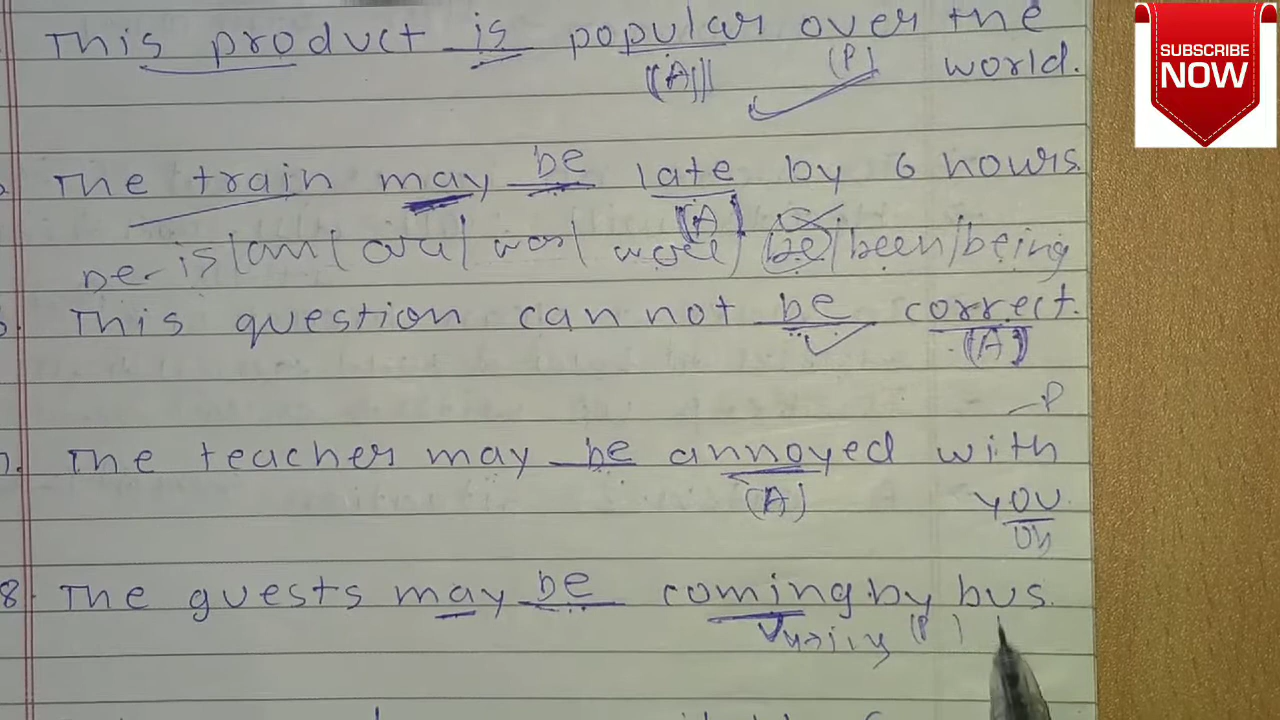 This product is popular over the
(A) (P) world.
The train may be late by 6 hours.
(A)
be - is/am/are/was/were/be/been/being
This question can not be correct.
(A)
P
The teacher may be annoyed with
(A) you
8. The guests may be coming by bus.
V4 (P)
SUBSCRIBE
NOW